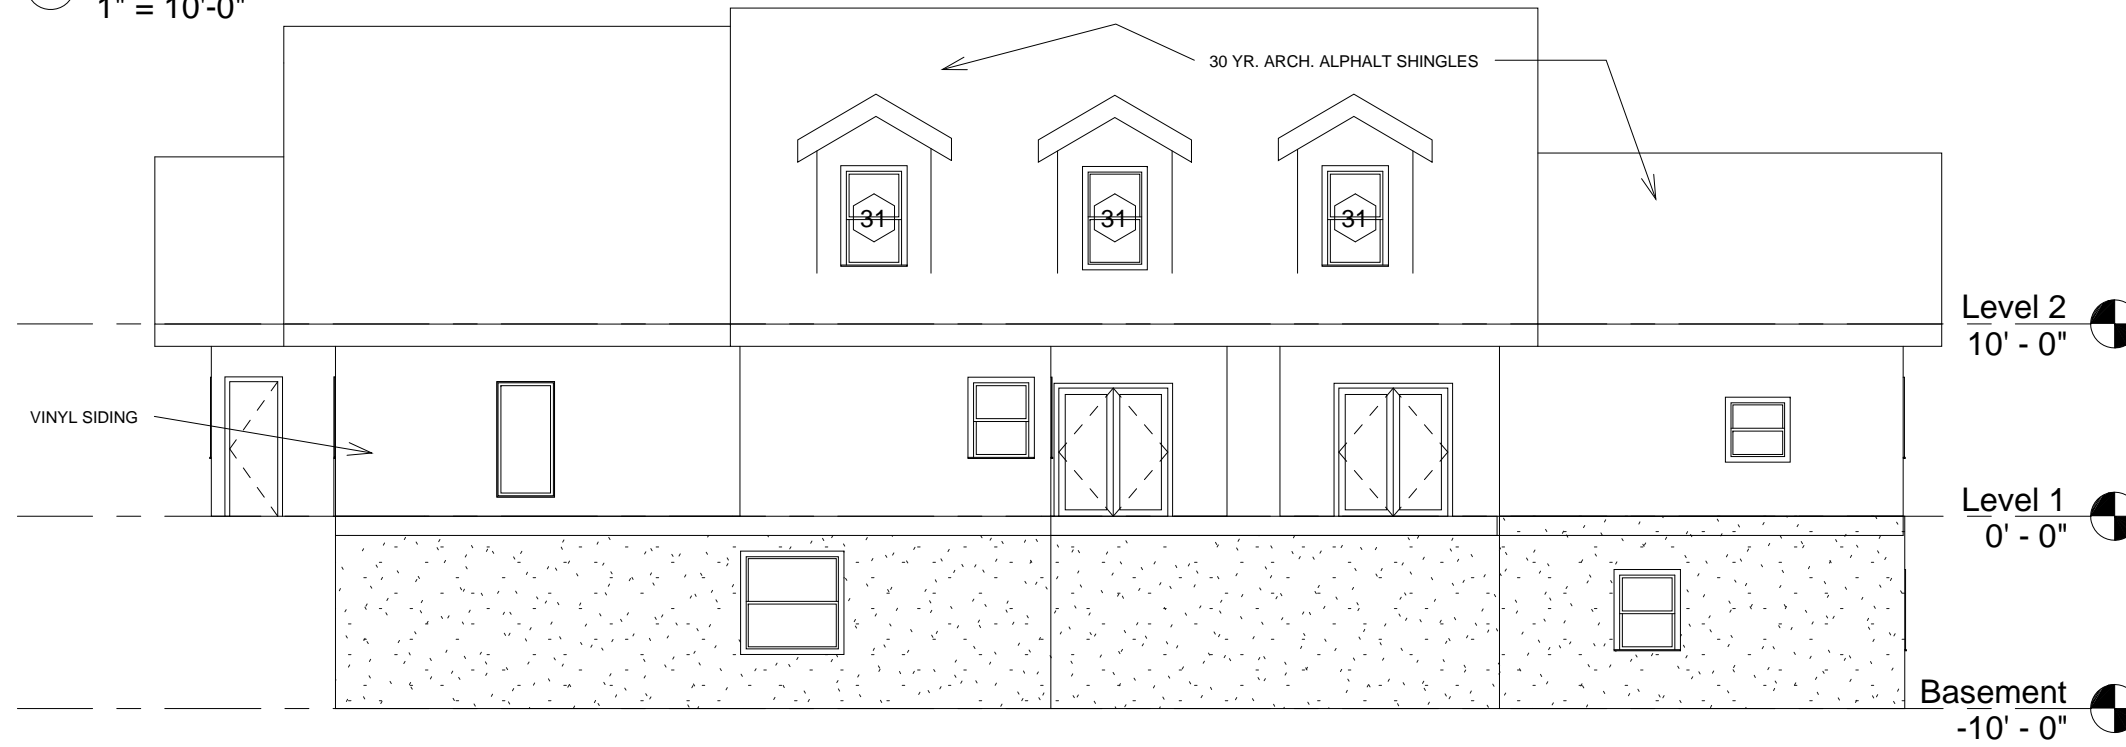 1" = 10'-0"
30 YR. ARCH. ALPHALT SHINGLES
31
31
31
Level 2
10' - 0"
VINYL SIDING
Level 1
0' - 0"
Basement
-10' - 0"